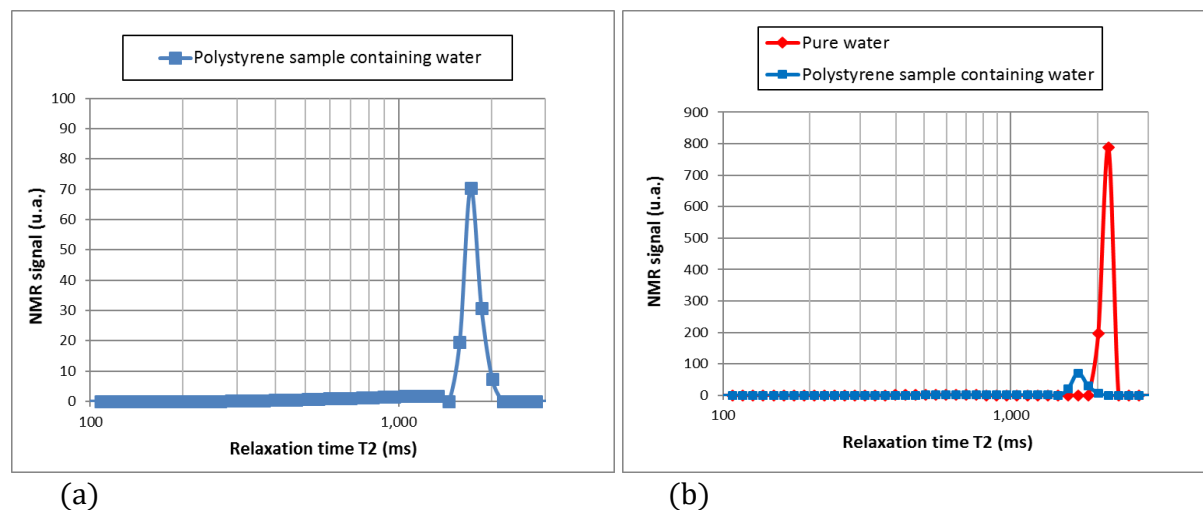 Polystyrene sample containing water
100
90
80
70
60
50
40
30
20
10
0
NMR signal (u.a.)
100
1,000
Relaxation time T2 (ms)
(a)
Pure water
Polystyrene sample containing water
900
800
700
600
500
400
300
200
100
0
NMR signal (u.a.)
100
1,000
Relaxation time T2 (ms)
(b)